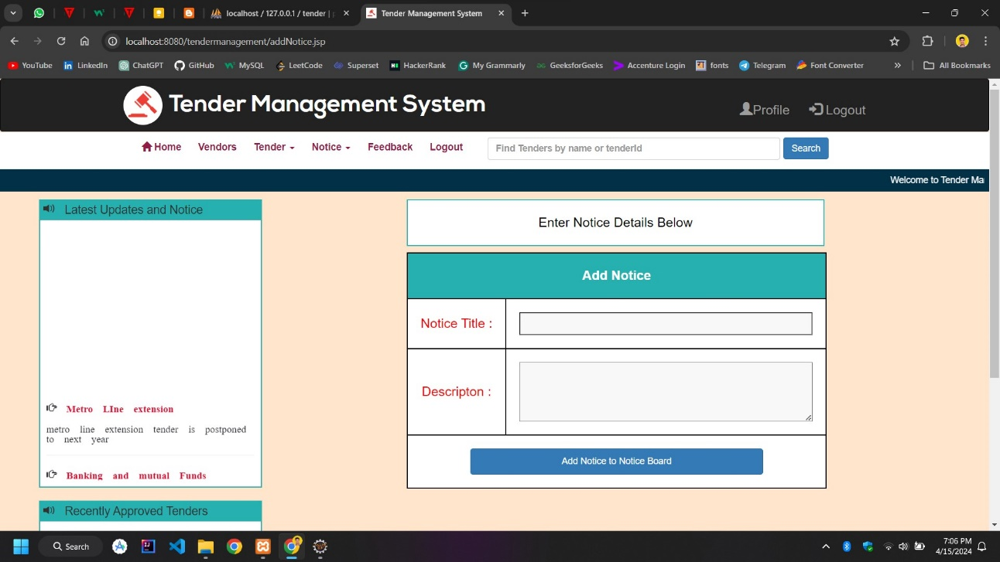 localhost / 127.0.0.1 / tender |
Tender Management System
localhost:8080/tendermanagement/addNotice.jsp
YouTube
LinkedIn
ChatGPT
GitHub
MySQL
LeetCode
Superset
HackerRank
My Grammarly
GeeksforGeeks
Accenture Login
fonts
Telegram
Font Converter
All Bookmarks
Tender Management System
Profile
Logout
Home
Vendors
Tender
Notice
Feedback
Logout
Find Tenders by name or tenderId
Search
Welcome to Tender Ma
Latest Updates and Notice
Metro LIne extension
metro line extension tender is postponed
to next year
Banking and mutual Funds
Recently Approved Tenders
Enter Notice Details Below
Add Notice
Notice Title :
Descripton :
Add Notice to Notice Board
Search
7:06 PM
4/15/2024